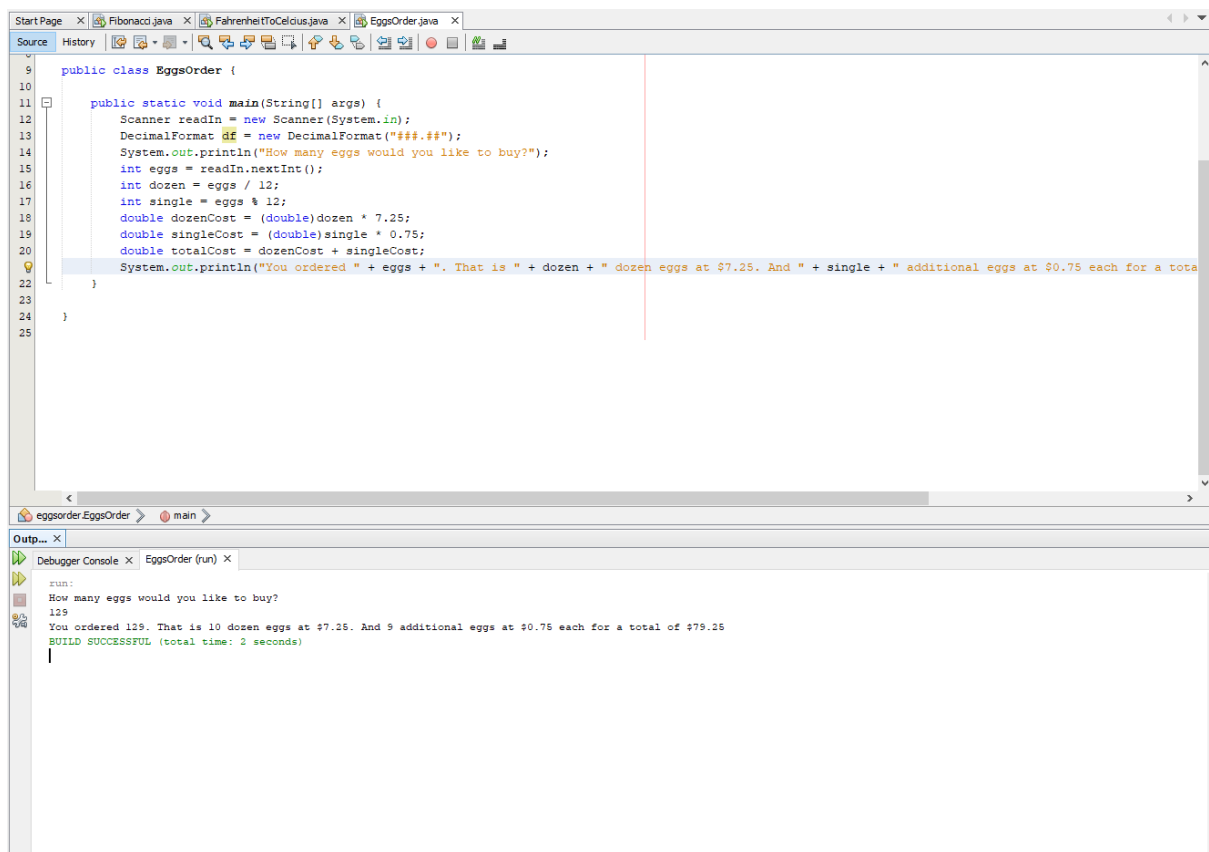 Start Page Fibonacci.java FahrenheitToCelcius.java EggsOrder.java
Source History
9 public class EggsOrder {
10
11 public static void main(String[] args) {
12 Scanner readIn = new Scanner(System.in);
13 DecimalFormat df = new DecimalFormat("###.##");
14 System.out.println("How many eggs would you like to buy?");
15 int eggs = readIn.nextInt();
16 int dozen = eggs / 12;
17 int single = eggs % 12;
18 double dozenCost = (double)dozen * 7.25;
19 double singleCost = (double)single * 0.75;
20 double totalCost = dozenCost + singleCost;
System.out.println("You ordered " + eggs + ". That is " + dozen + " dozen eggs at $7.25. And " + single + " additional eggs at $0.75 each for a tota
22 }
23
24 }
25
eggsorder.EggsOrder main
Outp...
Debugger Console EggsOrder (run)
run:
How many eggs would you like to buy?
129
You ordered 129. That is 10 dozen eggs at $7.25. And 9 additional eggs at $0.75 each for a total of $79.25
BUILD SUCCESSFUL (total time: 2 seconds)